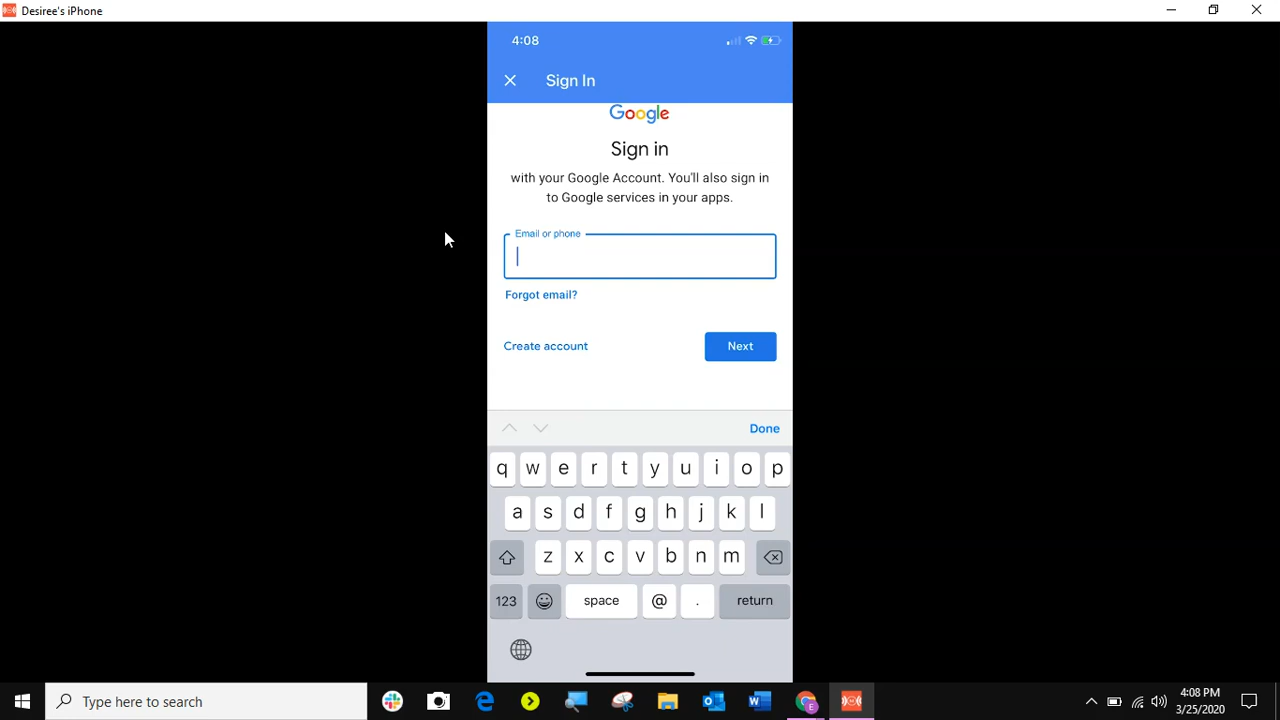 Desiree's iPhone
4:08
Sign In
Google
Sign in
with your Google Account. You'll also sign in
to Google services in your apps.
Email or phone
Forgot email?
Create account
Next
Done
q w e r t y u i o p
a s d f g h j k l
z x c v b n m
123 space @ . return
Type here to search
4:08 PM
3/25/2020